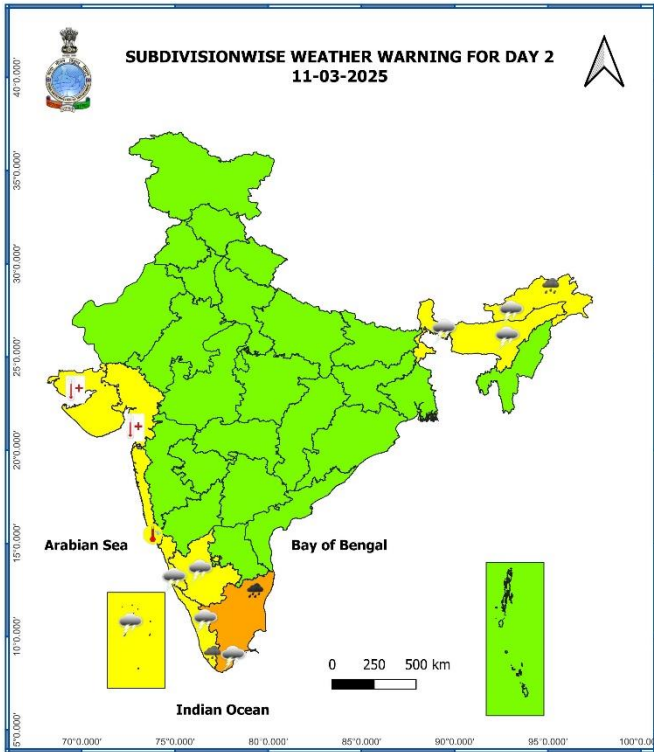 SUBDIVISIONWISE WEATHER WARNING FOR DAY 2
11-03-2025
40°0.000'
35°0.000'
30°0.000'
25°0.000'
20°0.000'
15°0.000'
10°0.000'
5°0.000'
Arabian Sea
Bay of Bengal
0 250 500 km
Indian Ocean
70°0.000' 75°0.000' 80°0.000' 85°0.000' 90°0.000' 95°0.000' 100°0.0